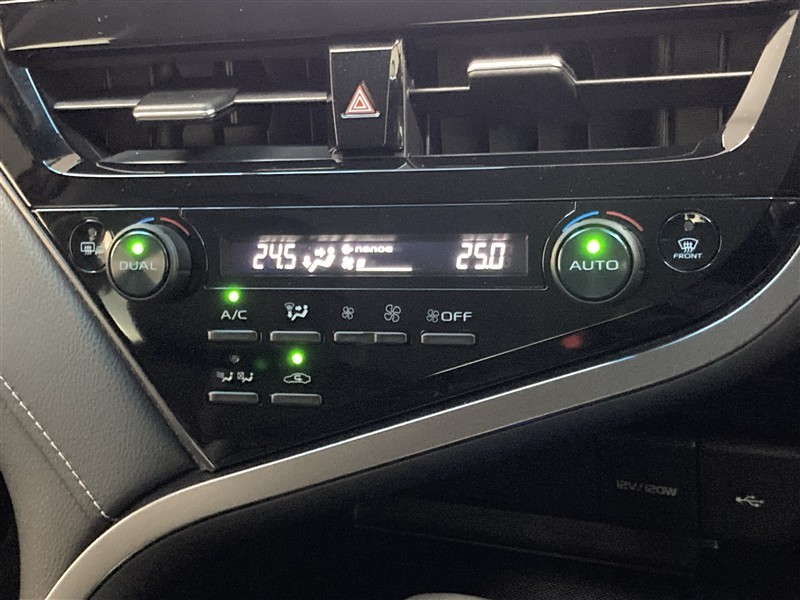 24.5 nanoe 25.0
DUAL AUTO
FRONT
A/C OFF
12V/120W